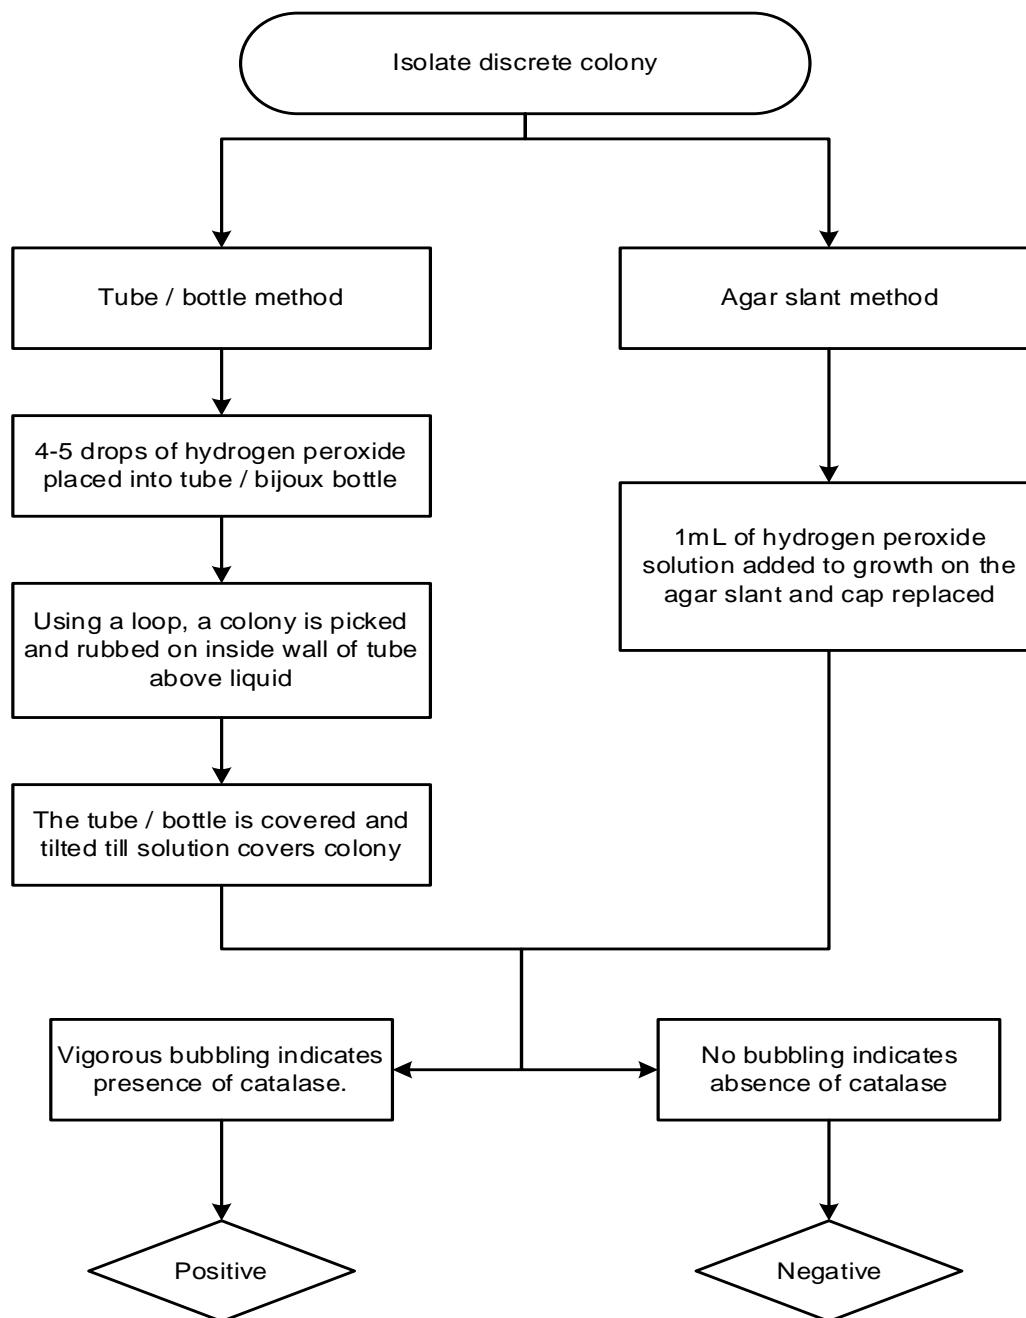 Isolate discrete colony
Tube / bottle method
Agar slant method
4-5 drops of hydrogen peroxide
placed into tube / bijoux bottle
1mL of hydrogen peroxide
solution added to growth on the
agar slant and cap replaced
Using a loop, a colony is picked
and rubbed on inside wall of tube
above liquid
The tube / bottle is covered and
tilted till solution covers colony
Vigorous bubbling indicates
presence of catalase.
No bubbling indicates
absence of catalase
Positive
Negative